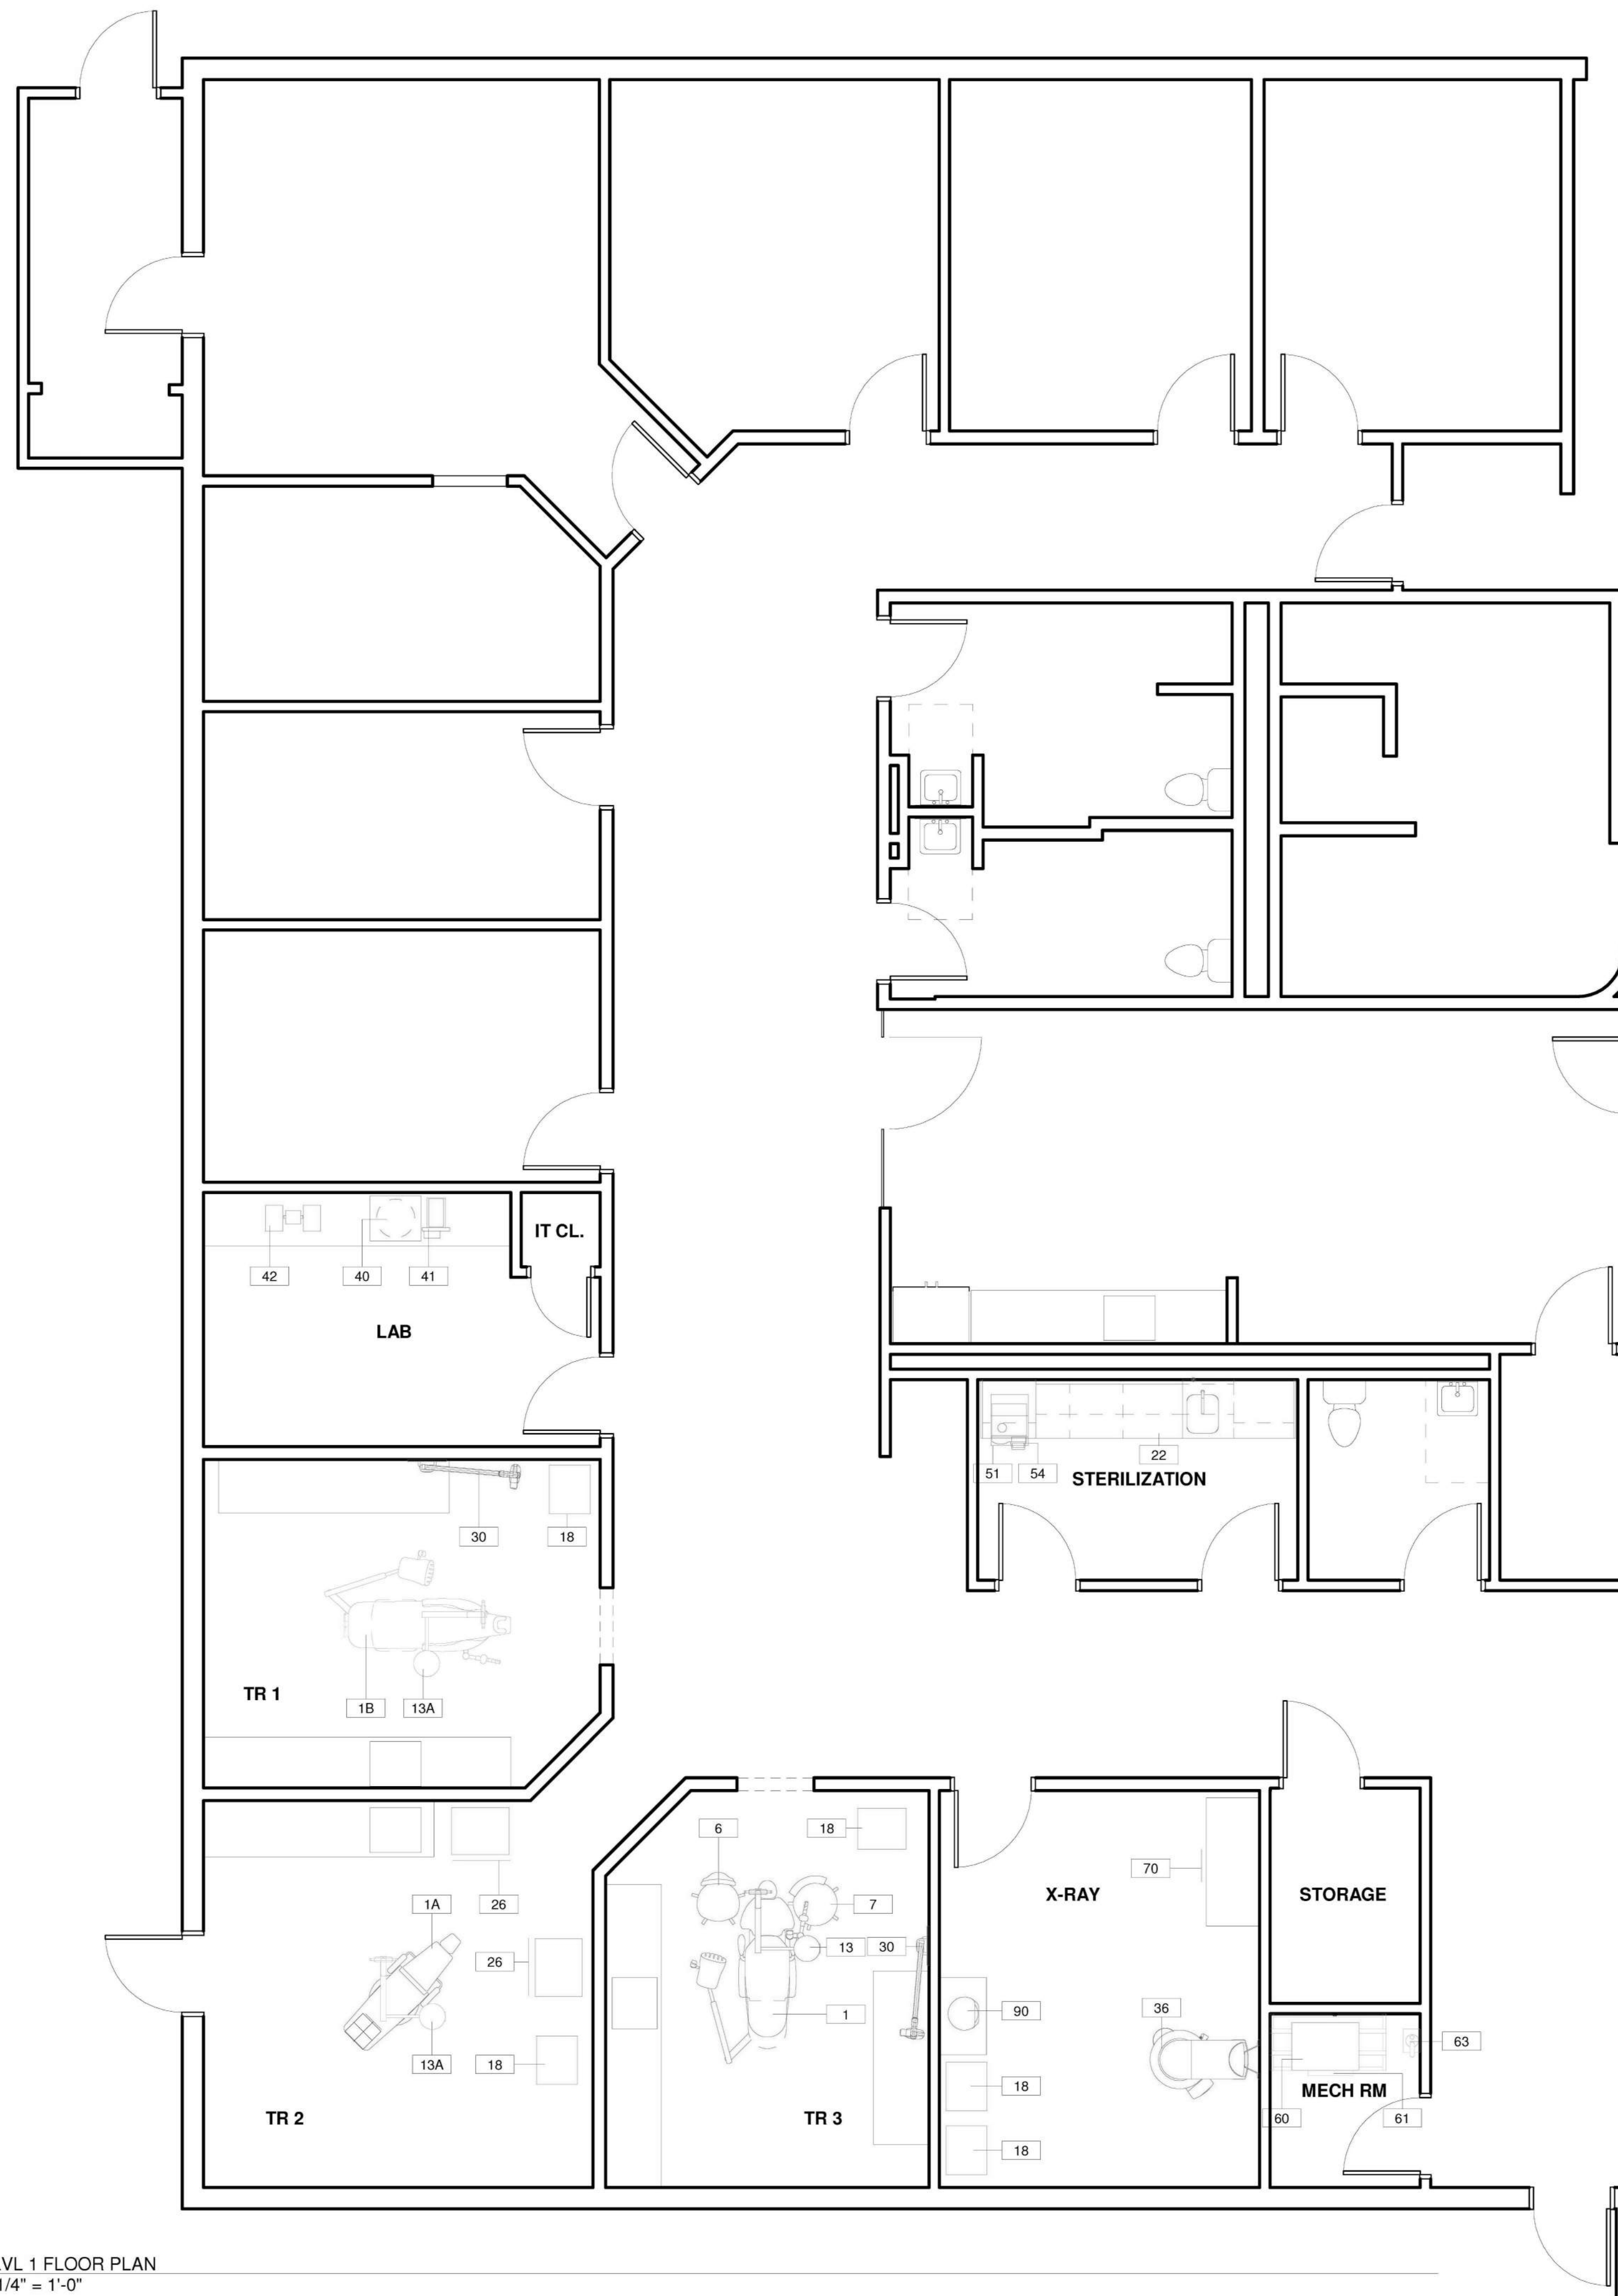 IT CL.
42
40
41
LAB
22
51
54
STERILIZATION
30
18
TR 1
1B
13A
6
18
70
1A
26
7
X-RAY
STORAGE
26
13
30
90
36
1
63
13A
18
18
MECH RM
60
61
TR 2
TR 3
18
VL 1 FLOOR PLAN
1/4" = 1'-0"